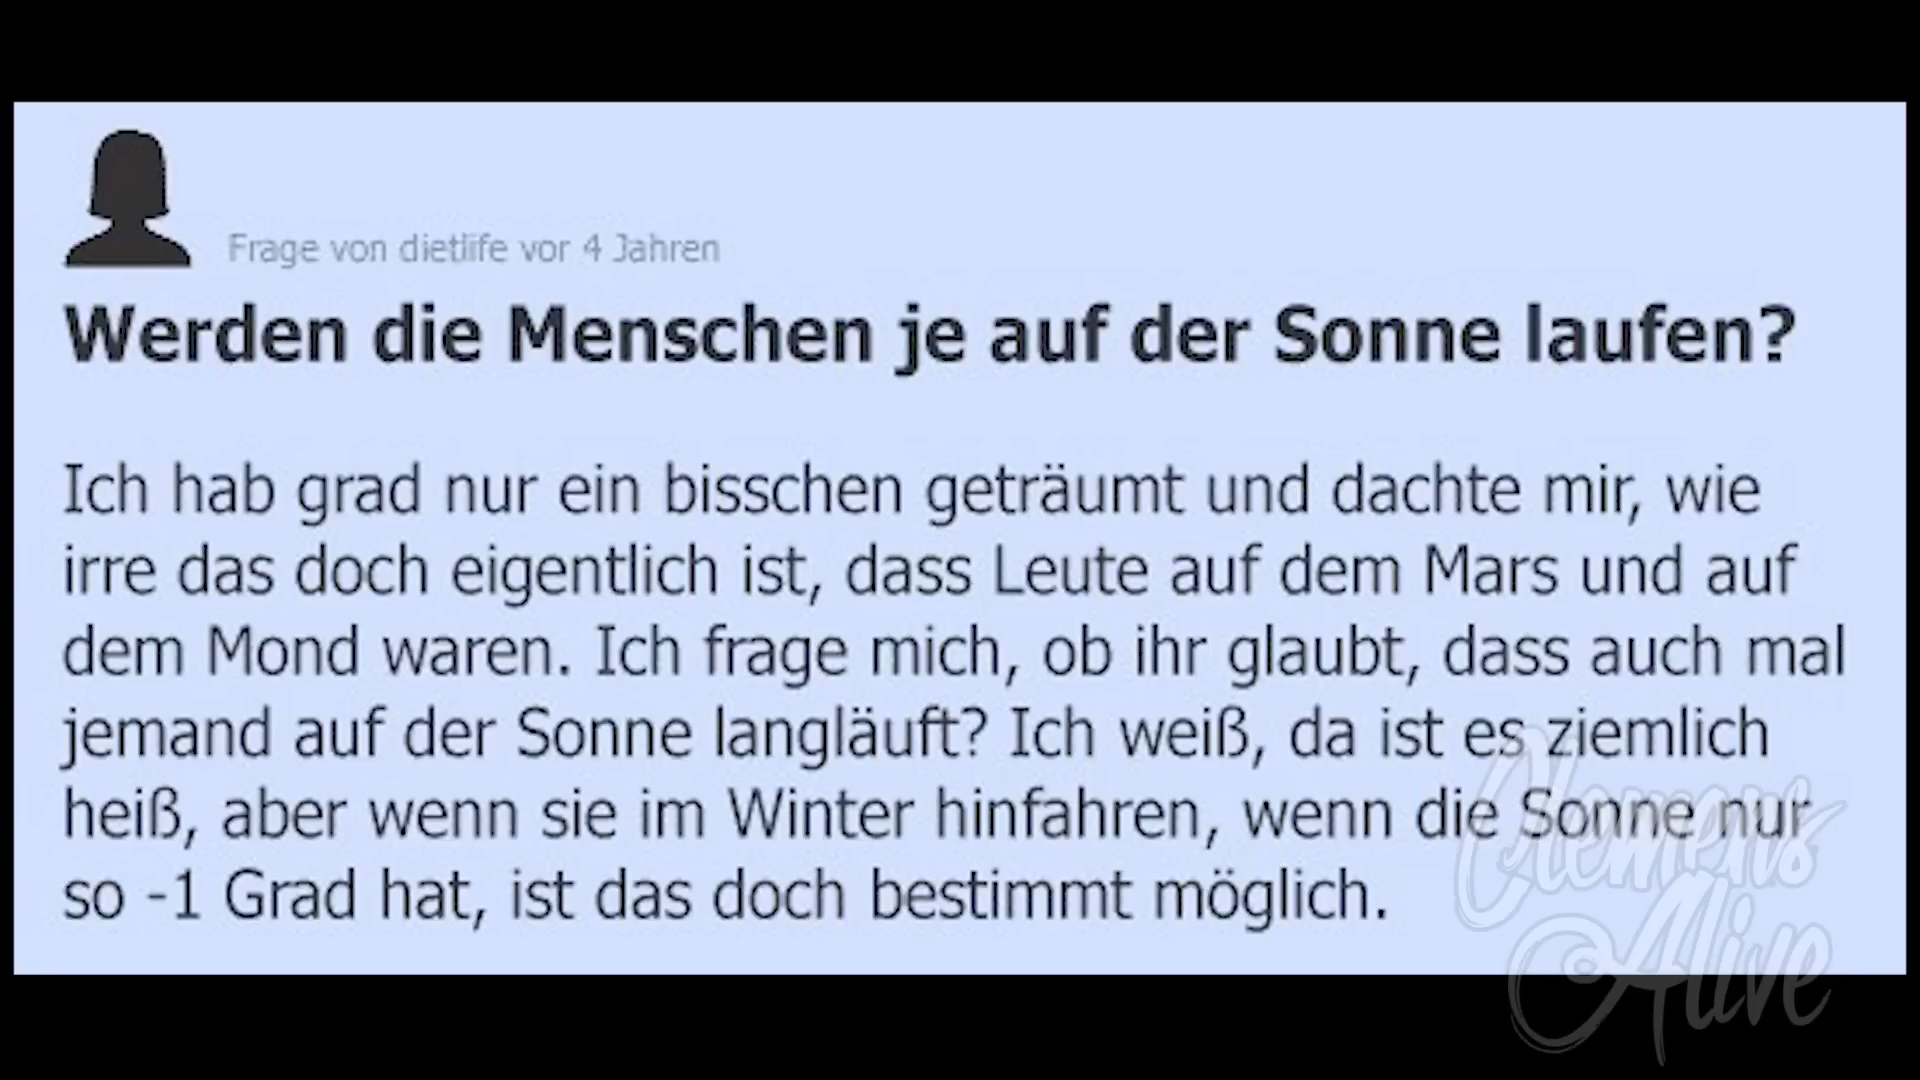 Frage von dietlife vor 4 Jahren
Werden die Menschen je auf der Sonne laufen?
Ich hab grad nur ein bisschen geträumt und dachte mir, wie
irre das doch eigentlich ist, dass Leute auf dem Mars und auf
dem Mond waren. Ich frage mich, ob ihr glaubt, dass auch mal
jemand auf der Sonne langläuft? Ich weiß, da ist es ziemlich
heiß, aber wenn sie im Winter hinfahren, wenn die Sonne nur
so -1 Grad hat, ist das doch bestimmt möglich.
Clemens
Alive